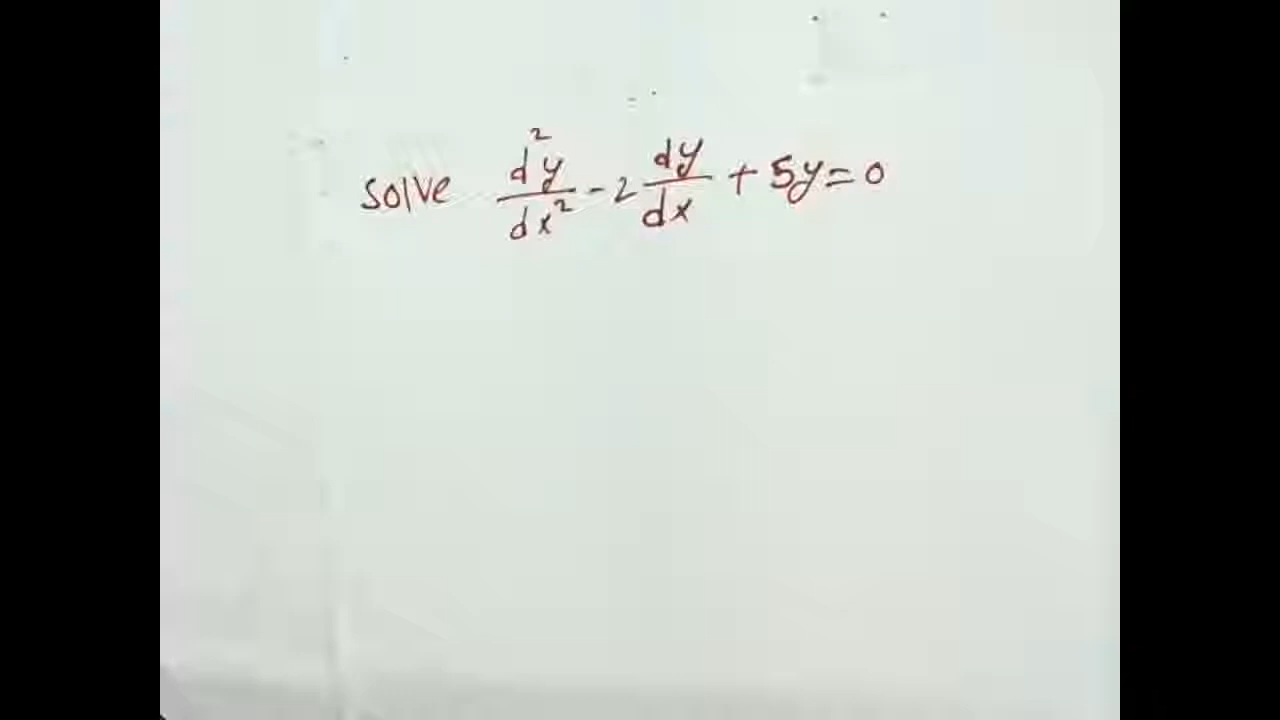 solve d²y/dx² - 2 dy/dx + 5y = 0